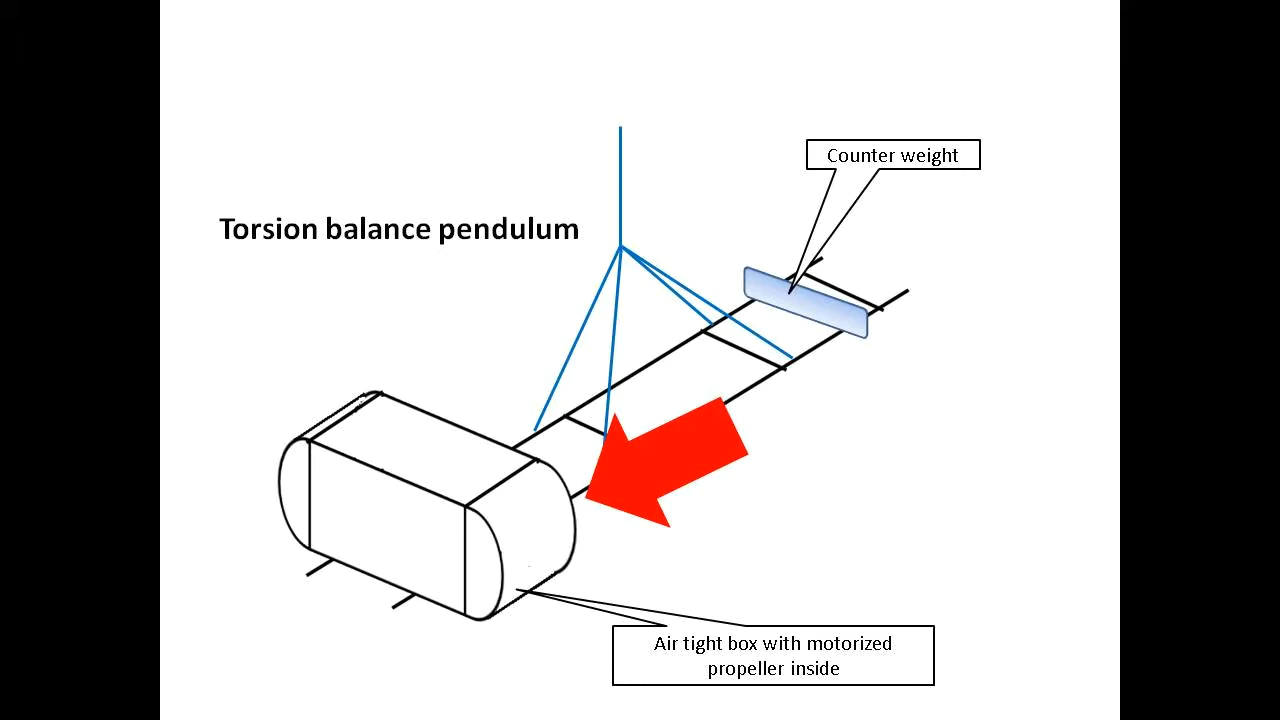 Counter weight
Torsion balance pendulum
Air tight box with motorized
propeller inside